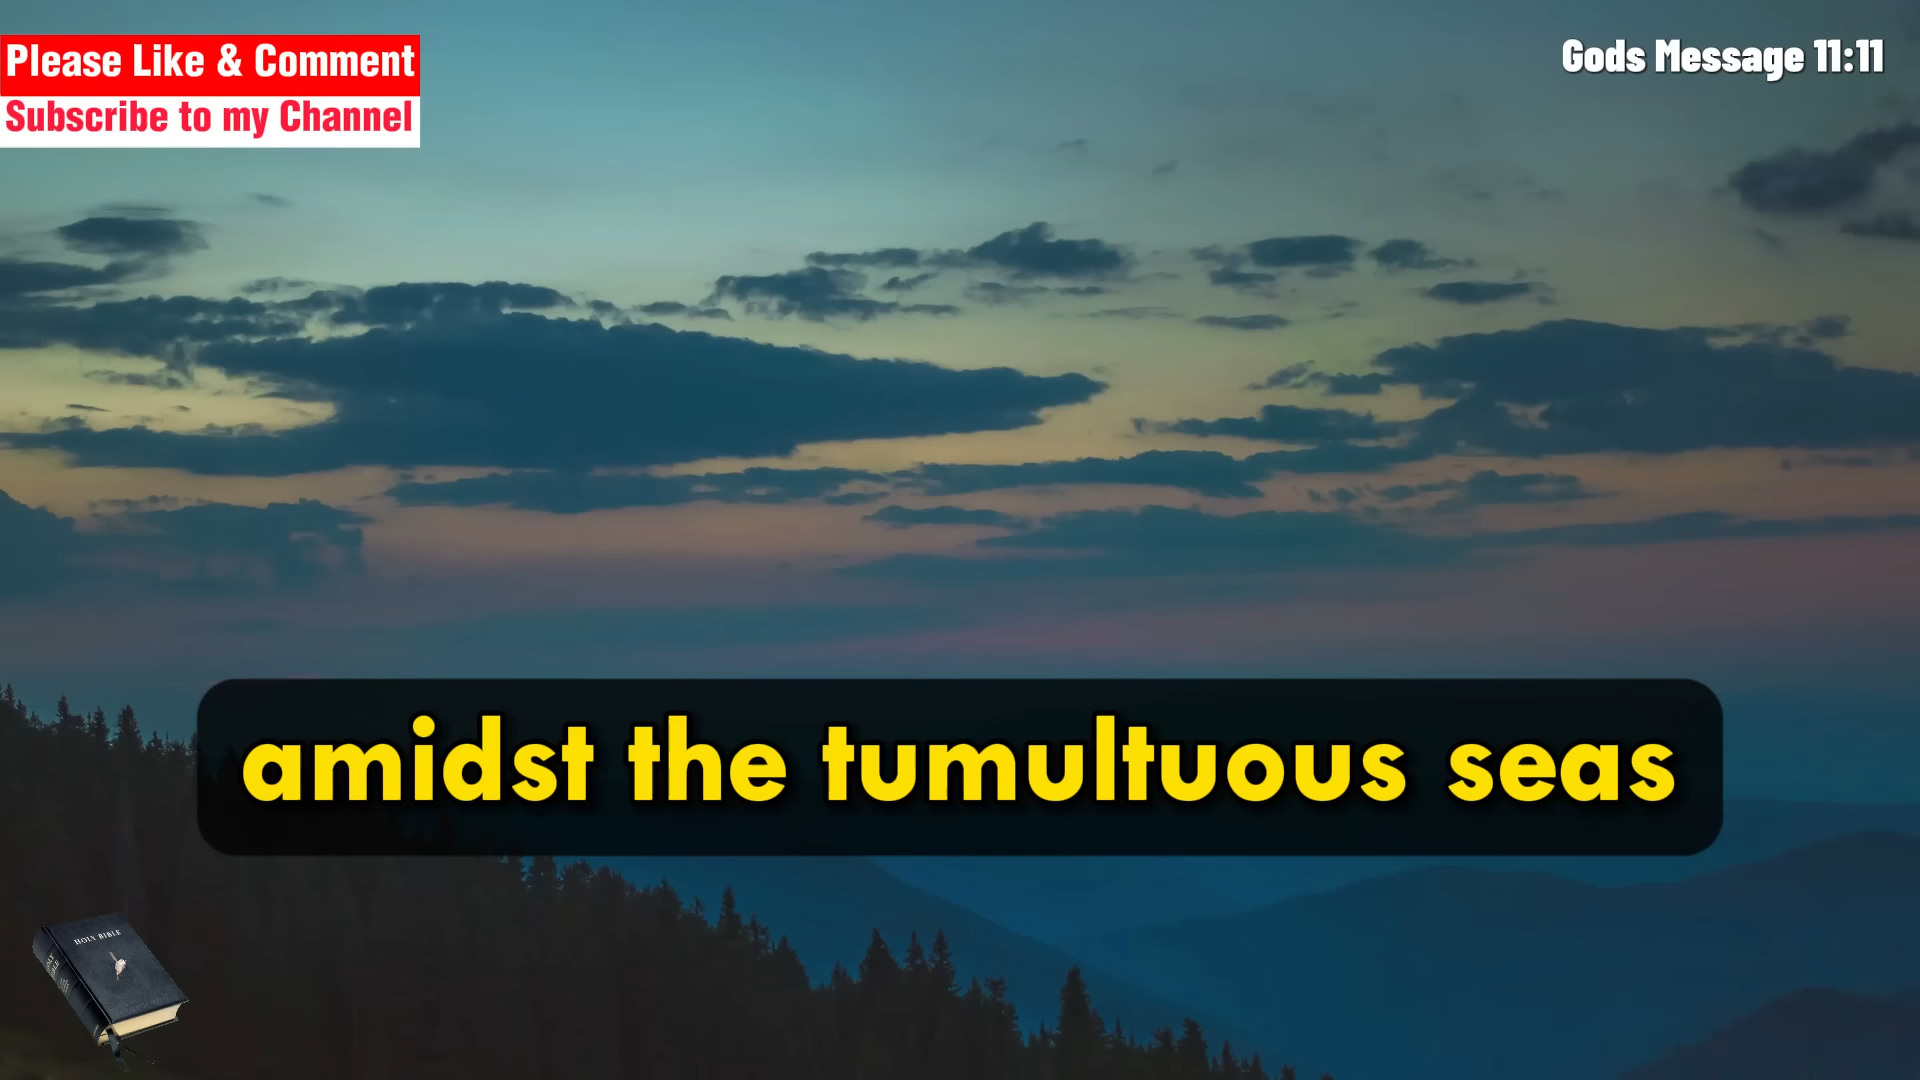 Please Like & Comment
Subscribe to my Channel
Gods Message 11:11
amidst the tumultuous seas
HOLY BIBLE